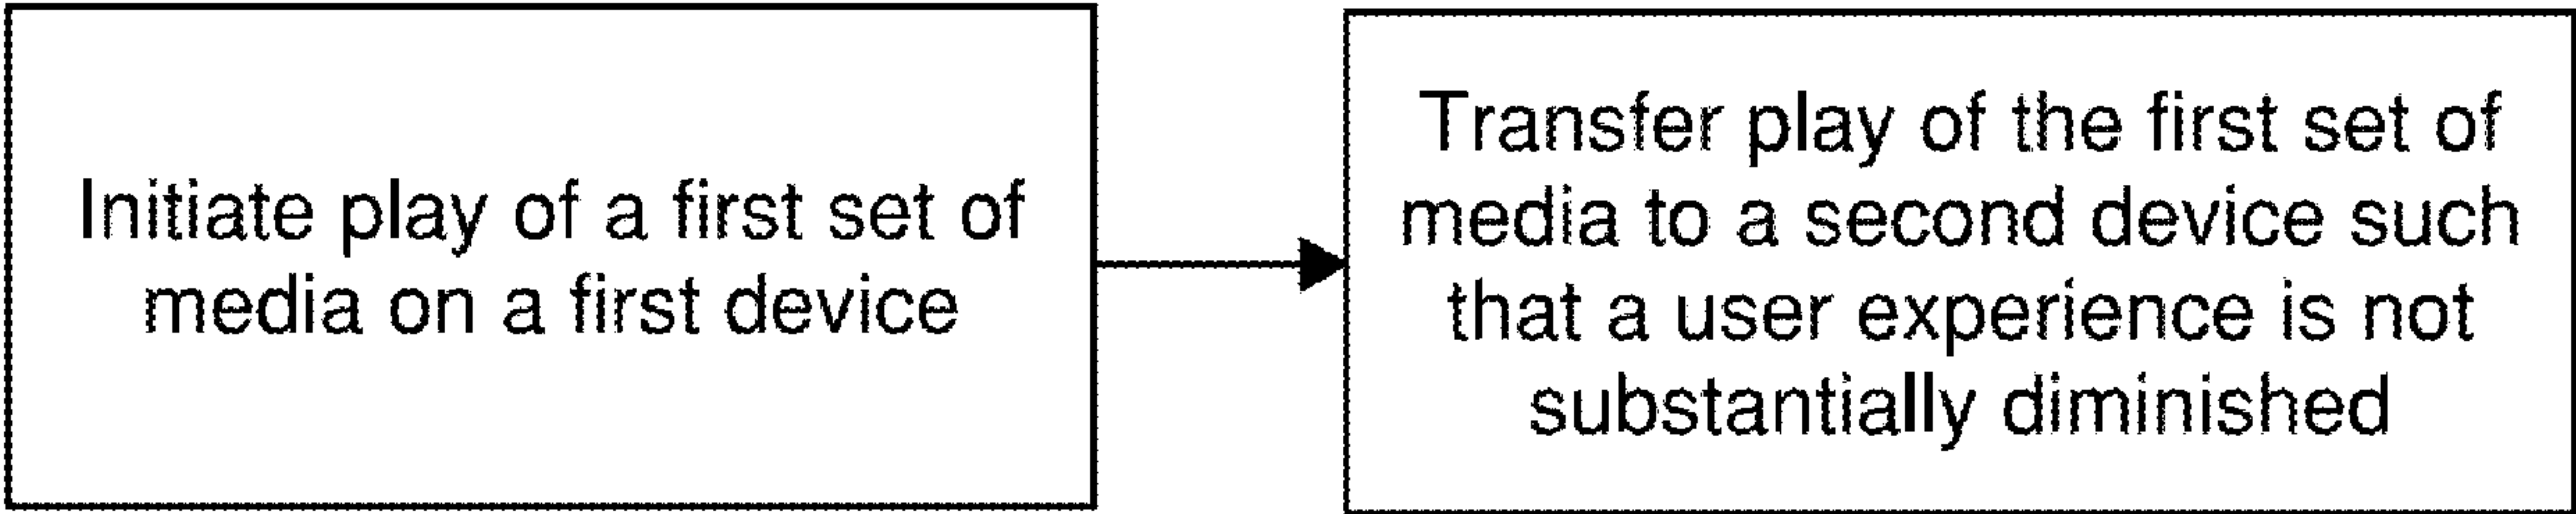 Initiate play of a first set of
media on a first device
Transfer play of the first set of
media to a second device such
that a user experience is not
substantially diminished